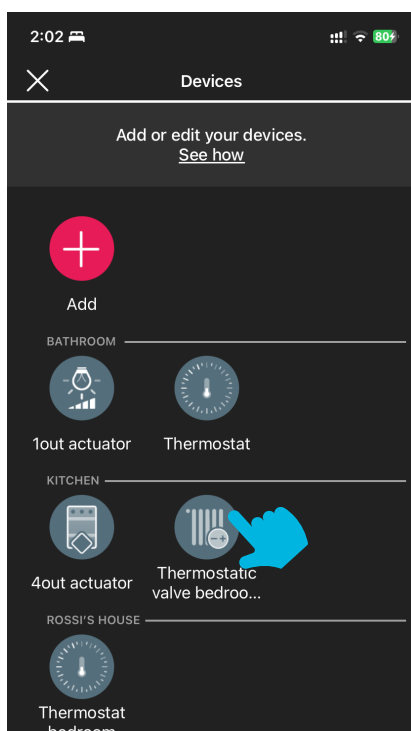 2:02
80
Devices
Add or edit your devices.
See how
Add
BATHROOM
1out actuator
Thermostat
KITCHEN
4out actuator
Thermostatic
valve bedroo...
ROSSI'S HOUSE
Thermostat
bedroom